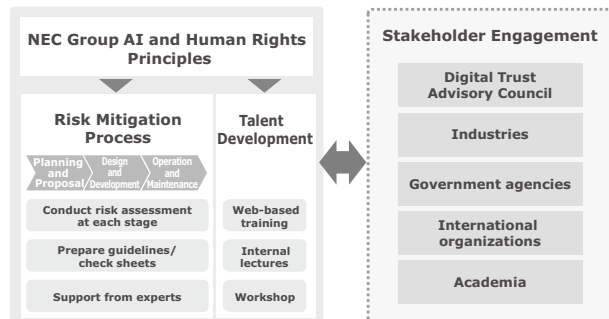 NEC Group AI and Human Rights
Principles
Risk Mitigation
Process
Planning
and
Proposal
Design
and
Development
Operation
and
Maintenance
Conduct risk assessment
at each stage
Prepare guidelines/
check sheets
Support from experts
Talent
Development
Web-based
training
Internal
lectures
Workshop
Stakeholder Engagement
Digital Trust
Advisory Council
Industries
Government agencies
International
organizations
Academia